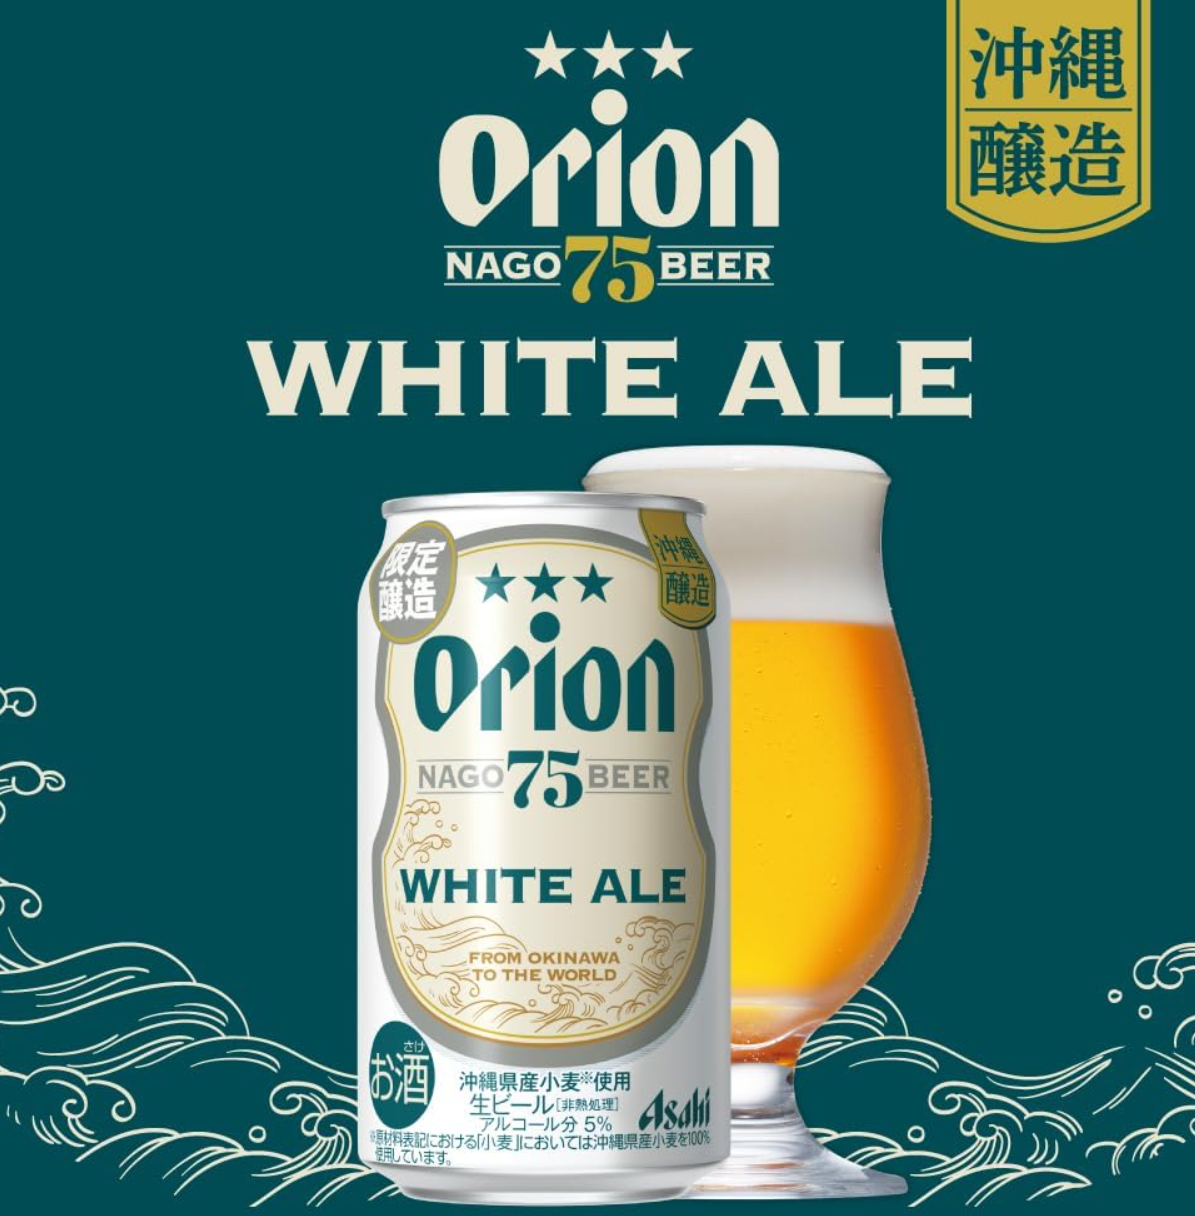 沖縄
醸造
Orion
NAGO 75 BEER
WHITE ALE
限定
醸造
沖縄
醸造
Orion
NAGO 75 BEER
WHITE ALE
FROM OKINAWA
TO THE WORLD
さけ
お酒
沖縄県産小麦※使用
生ビール[非熱処理]
アルコール分 5%
Asahi
※原材料表記における「小麦」においては沖縄県産小麦を100%
使用しています。